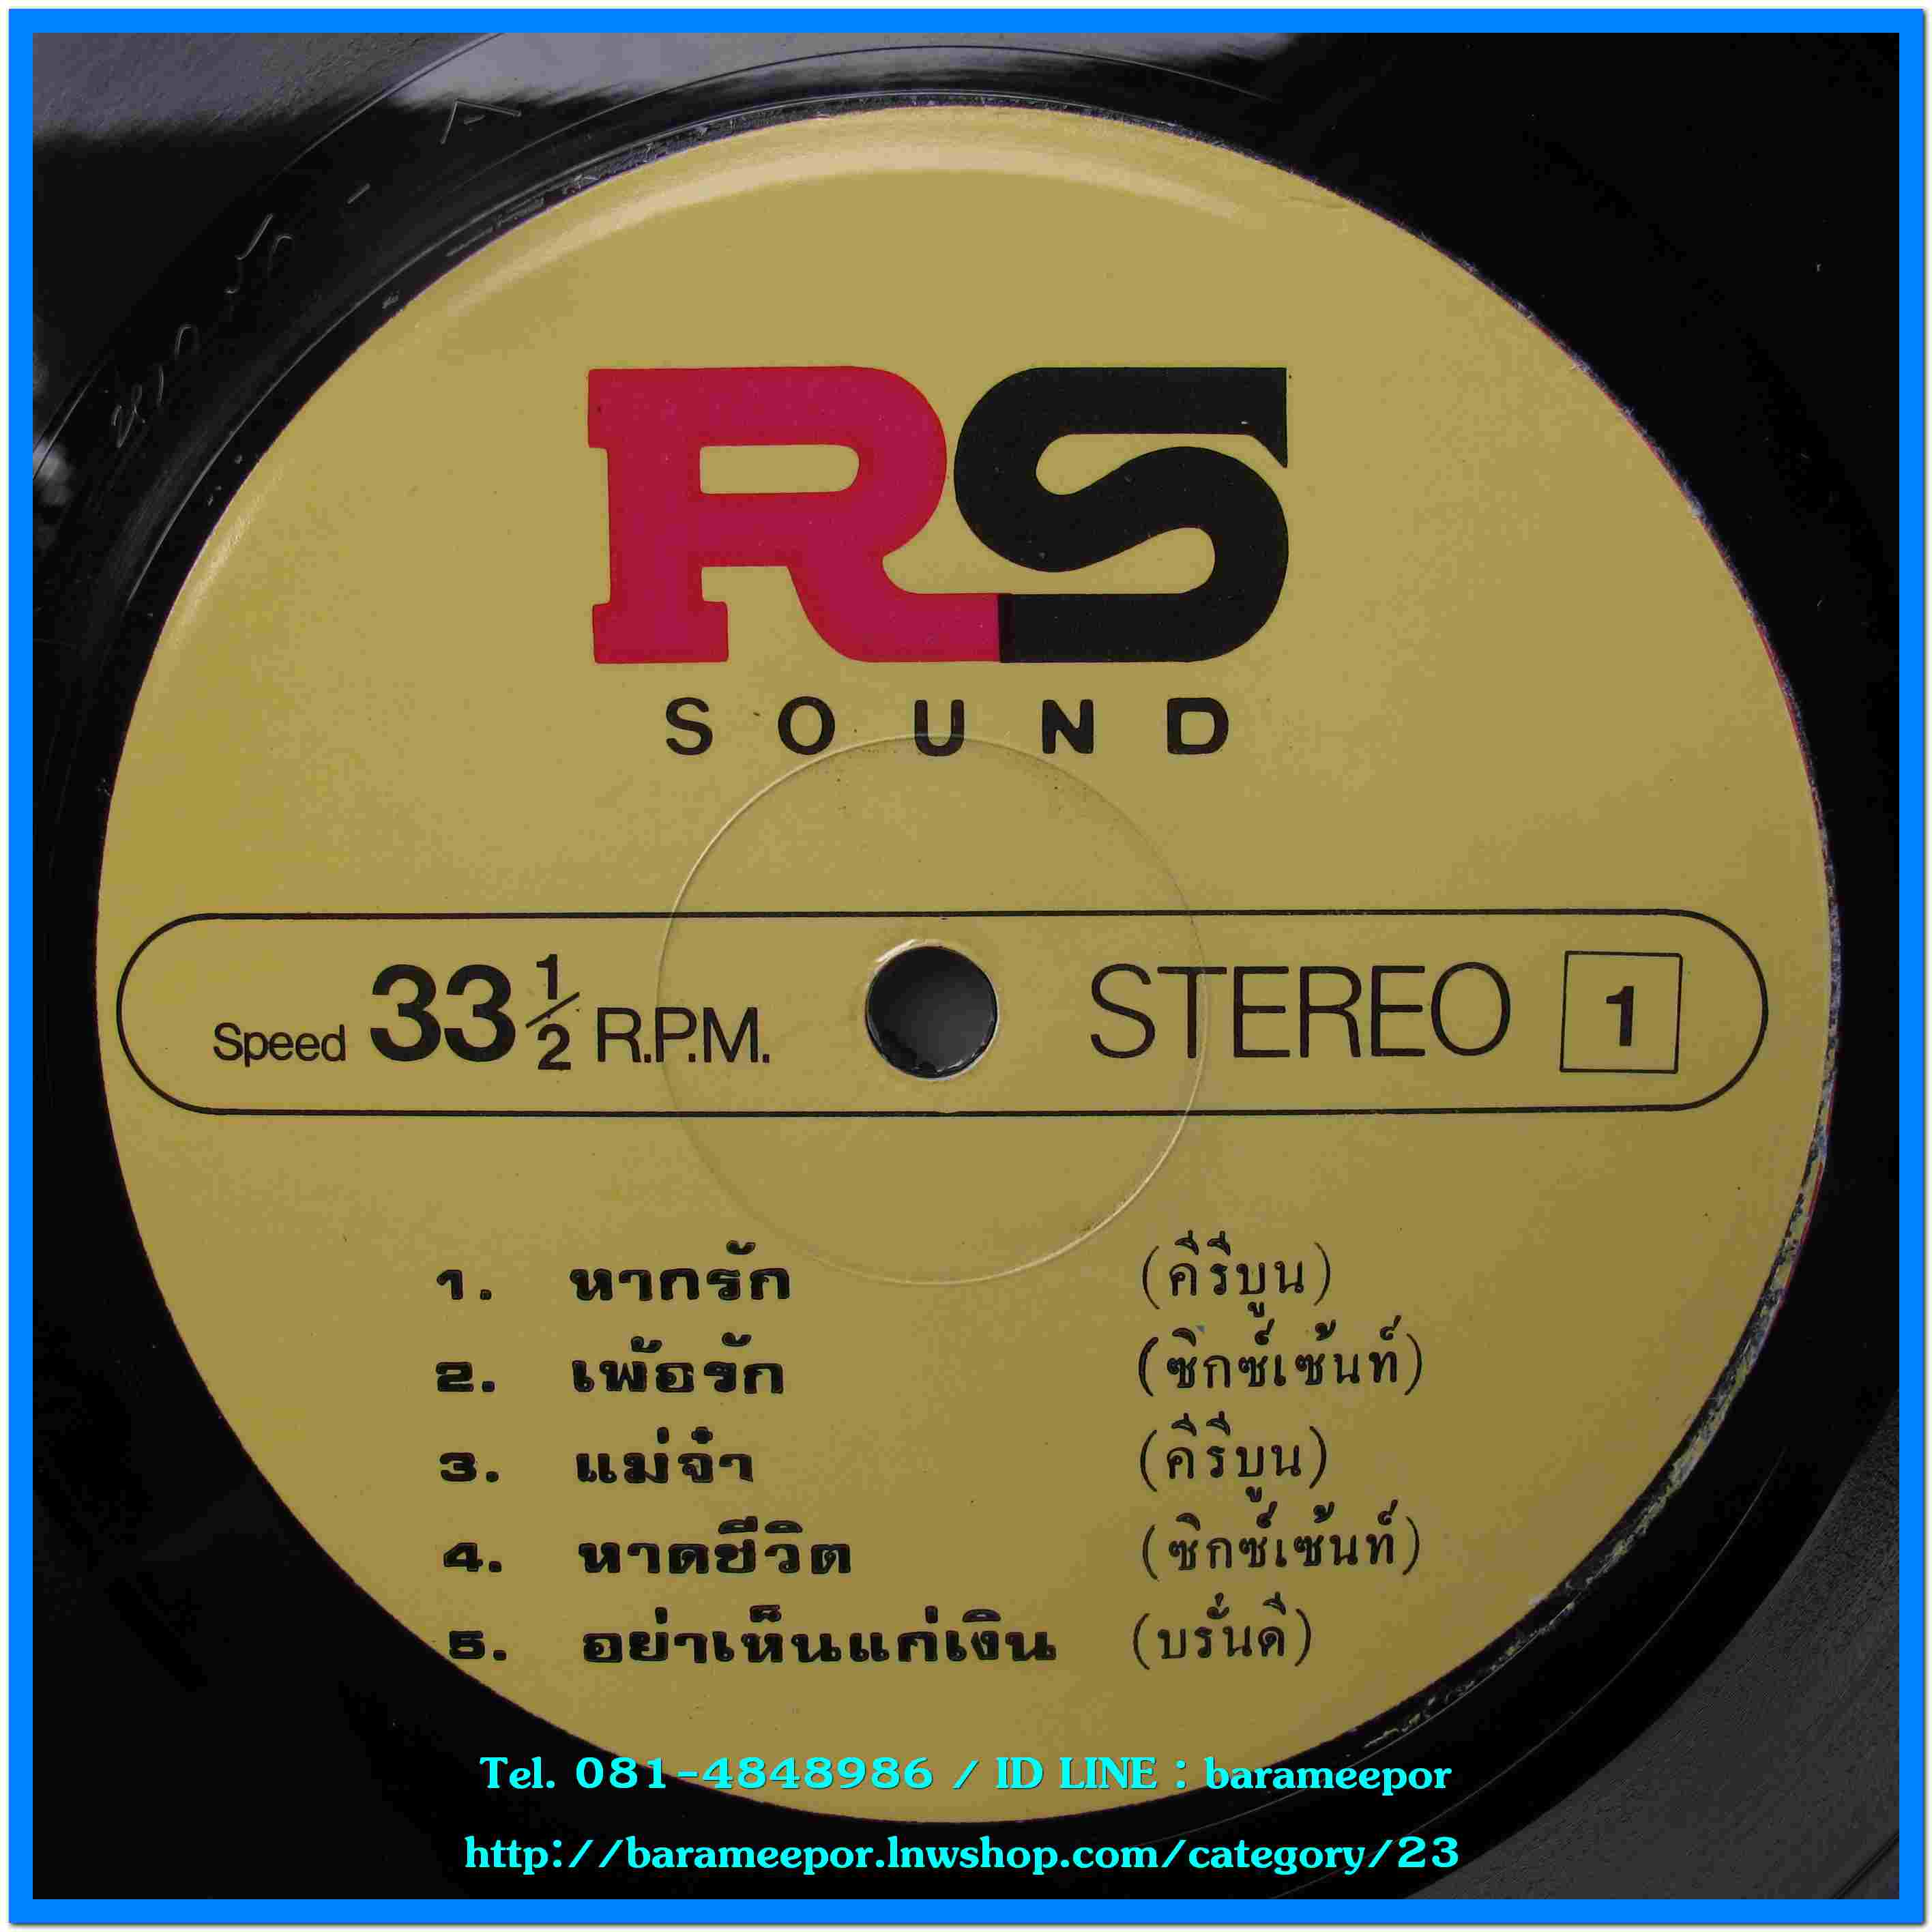 RS
SOUND
Speed 33 1/2 R.P.M. STEREO 1
1. หากรัก (คีรีบูน)
2. เพ้อรัก (ซิกซ์เซ้นท์)
3. แม่จ๋า (คีรีบูน)
4. หาดชีวิต (ซิกซ์เซ้นท์)
5. อย่าเห็นแก่เงิน (บรั่นดี)
Tel. 081-4848986 / ID LINE : barameepor
http://barameepor.lnwshop.com/category/23